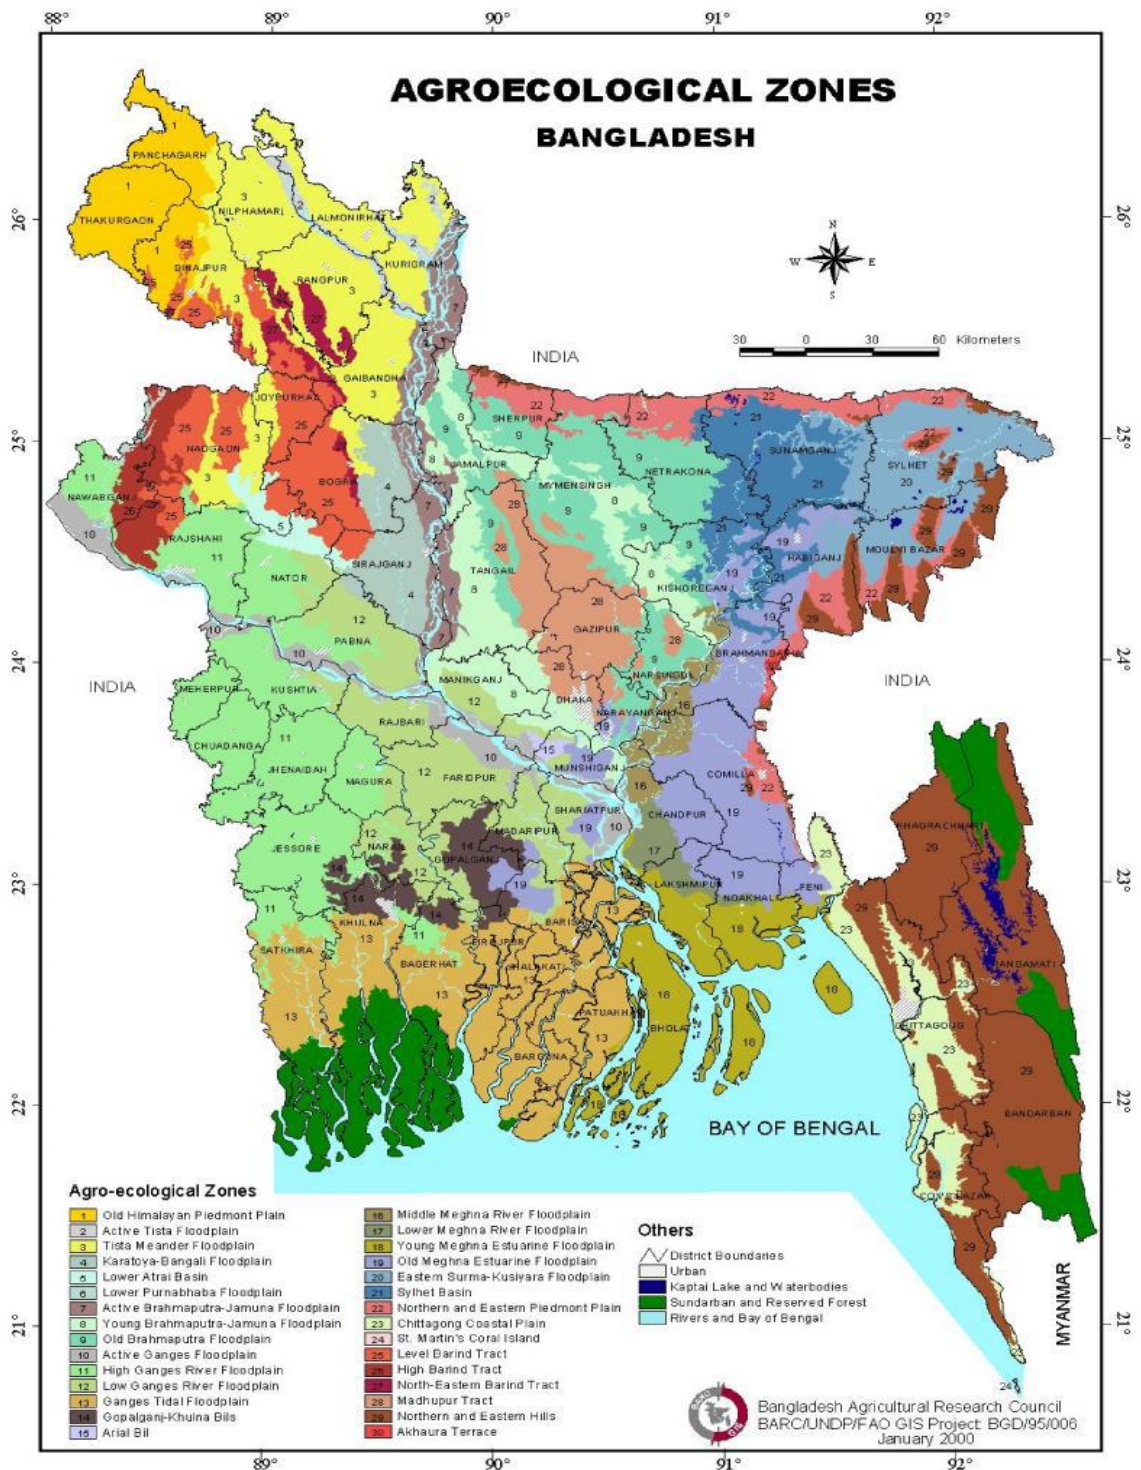 88°
89°
90°
91°
92°
AGROECOLOGICAL ZONES
BANGLADESH
26°
26°
PANCHAGARH
THAKURGAON
NILPHAMARI
LALMONIRHAT
DINAJPUR
RANGPUR
KURIGRAM
N
W
E
S
30
0
30
60
Kilometers
INDIA
GAIBANDHA
JOYPURHAT
SHERPUR
25°
25°
NAOGAON
BOGRA
JAMALPUR
NETRAKONA
SUNAMGANJ
SYLHET
MYMENSINGH
NAWABGANJ
RAJSHAHI
SIRAJGANJ
NATOR
TANGAIL
KISHOREGANJ
HABIGANJ
MOULVI BAZAR
GAZIPUR
PABNA
24°
24°
INDIA
INDIA
MEHERPUR
KUSHTIA
MANIKGANJ
DHAKA
NARSINGDI
RAJBARI
CHUADANGA
JHENAIDAH
MAGURA
FARIDPUR
MUNSHIGANJ
COMILLA
SHARIATPUR
CHANDPUR
MADARIPUR
JESSORE
NARAIL
GOPALGANJ
23°
23°
LAKSHMIPUR
FENI
KHULNA
BARISAL
SATKHIRA
BAGERHAT
RANGAMATI
BHOLA
CHITTAGOUG
BARGUNA
BANDARBAN
22°
22°
BAY OF BENGAL
COX'S BAZAR
MYANMAR
21°
21°
Agro-ecological Zones
1 Old Himalayan Piedmont Plain
2 Active Tista Floodplain
3 Tista Meander Floodplain
4 Karatoya-Bangali Floodplain
5 Lower Atrai Basin
6 Lower Purnabhaba Floodplain
7 Active Brahmaputra-Jamuna Floodplain
8 Young Brahmaputra-Jamuna Floodplain
9 Old Brahmaputra Floodplain
10 Active Ganges Floodplain
11 High Ganges River Floodplain
12 Low Ganges River Floodplain
13 Ganges Tidal Floodplain
14 Gopalganj-Khulna Bils
15 Arial Bil
16 Middle Meghna River Floodplain
17 Lower Meghna River Floodplain
18 Young Meghna Estuarine Floodplain
19 Old Meghna Estuarine Floodplain
20 Eastern Surma-Kusiyara Floodplain
21 Sylhet Basin
22 Northern and Eastern Piedmont Plain
23 Chittagong Coastal Plain
24 St. Martin's Coral Island
25 Level Barind Tract
26 High Barind Tract
27 North-Eastern Barind Tract
28 Madhupur Tract
29 Northern and Eastern Hills
30 Akhaura Terrace
Others
District Boundaries
Urban
Kaptai Lake and Waterbodies
Sundarban and Reserved Forest
Rivers and Bay of Bengal
BARC
GIS
Bangladesh Agricultural Research Council
BARC/UNDP/FAO GIS Project: BGD/95/006
January 2000
89°
90°
91°
92°